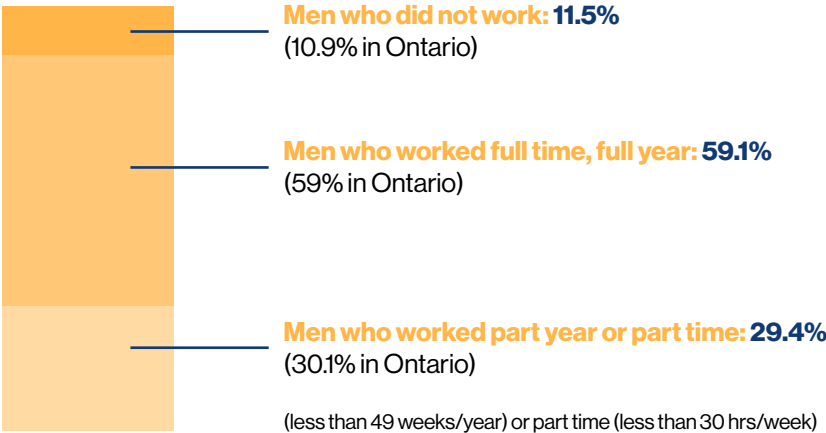 Men who did not work: 11.5%
(10.9% in Ontario)
Men who worked full time, full year: 59.1%
(59% in Ontario)
Men who worked part year or part time: 29.4%
(30.1% in Ontario)
(less than 49 weeks/year) or part time (less than 30 hrs/week)